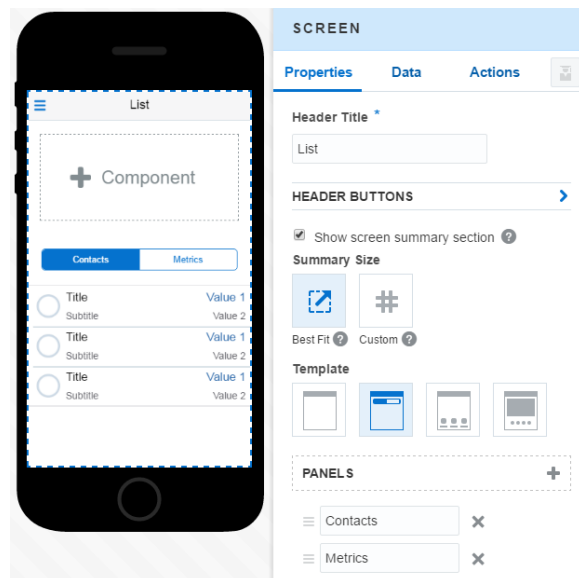 List
+ Component
Contacts Metrics
Title Value 1
Subtitle Value 2
Title Value 1
Subtitle Value 2
Title Value 1
Subtitle Value 2
SCREEN
Properties Data Actions
Header Title *
List
HEADER BUTTONS
Show screen summary section ?
Summary Size
Best Fit ? Custom ?
Template
PANELS +
Contacts
Metrics